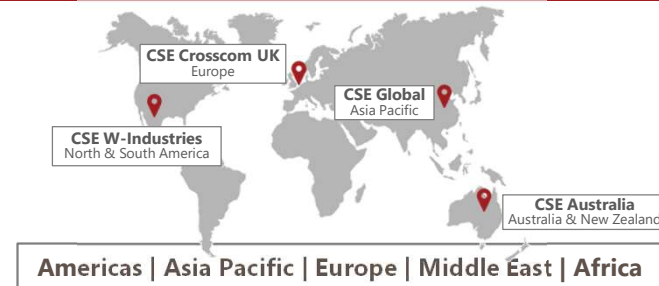 CSE Crosscom UK
Europe
CSE Global
Asia Pacific
CSE W-Industries
North & South America
CSE Australia
Australia & New Zealand
Americas | Asia Pacific | Europe | Middle East | Africa